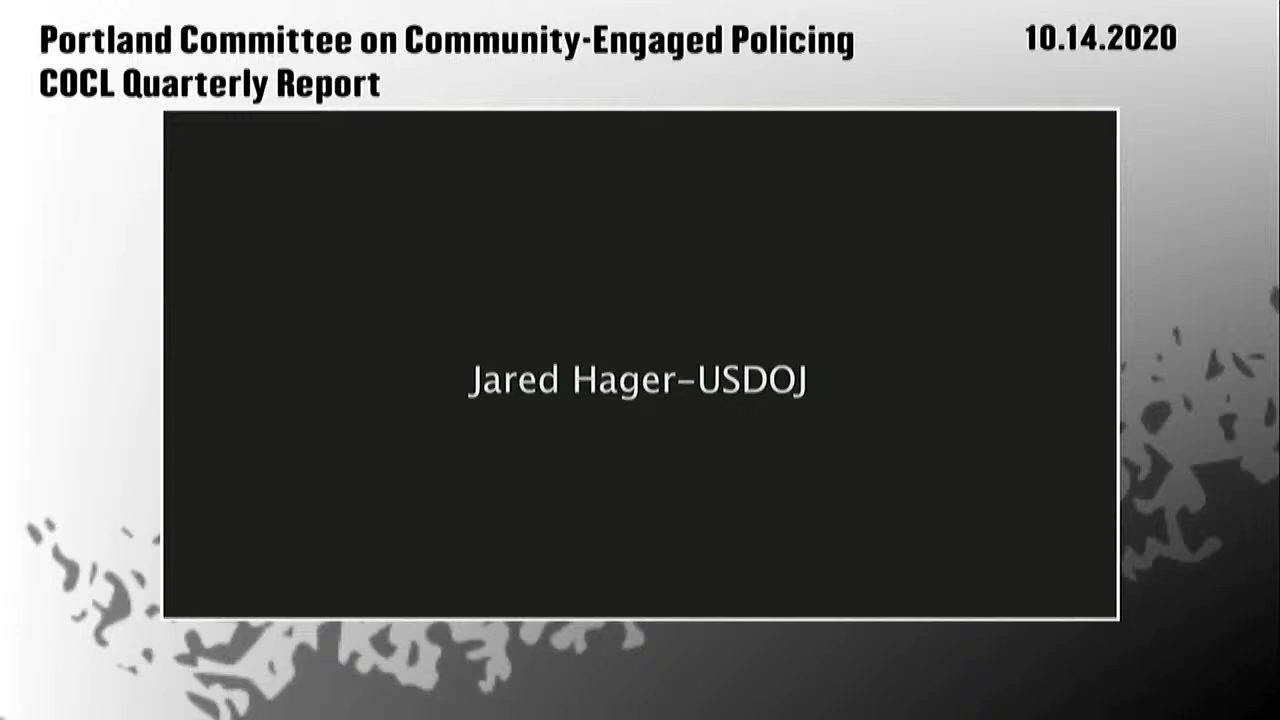 Portland Committee on Community-Engaged Policing
10.14.2020
COCL Quarterly Report
Jared Hager-USDOJ